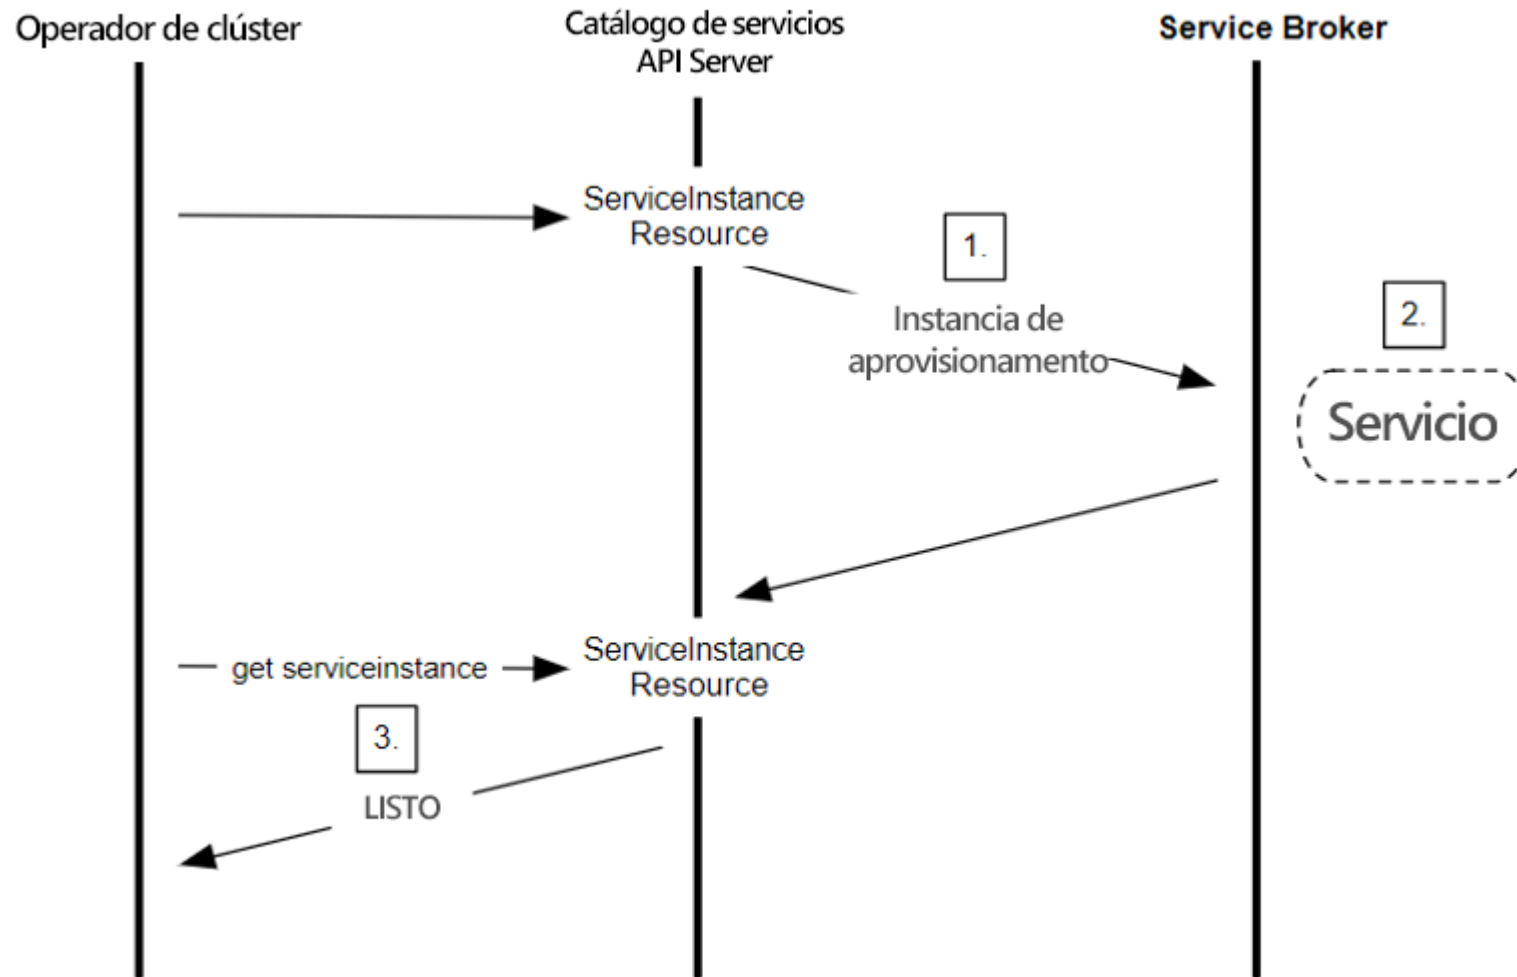 Operador de clúster
Catálogo de servicios
API Server
Service Broker
ServiceInstance
Resource
1.
Instancia de
aprovisionamento
2.
Servicio
get serviceinstance
ServiceInstance
Resource
3.
LISTO